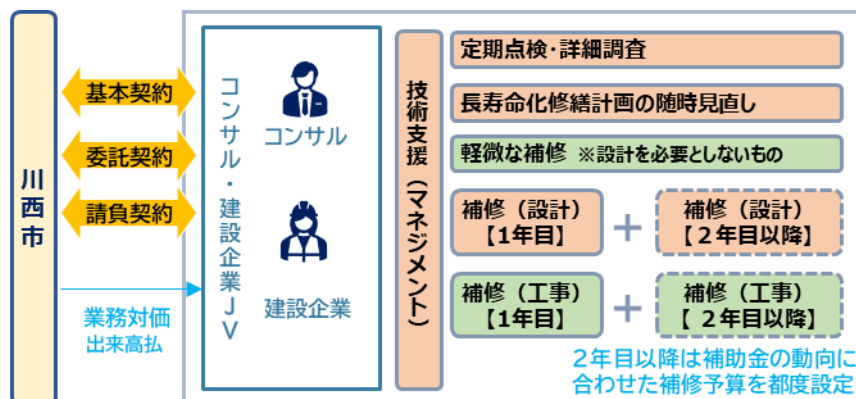 川西市
基本契約
委託契約
請負契約
業務対価
出来高払
コンサル・建設企業JV
コンサル
建設企業
技術支援（マネジメント）
定期点検・詳細調査
長寿命化修繕計画の随時見直し
軽微な補修 ※設計を必要としないもの
補修（設計）
【1年目】
＋
補修（設計）
【２年目以降】
補修（工事）
【1年目】
＋
補修（工事）
【 ２年目以降】
２年目以降は補助金の動向に
合わせた補修予算を都度設定